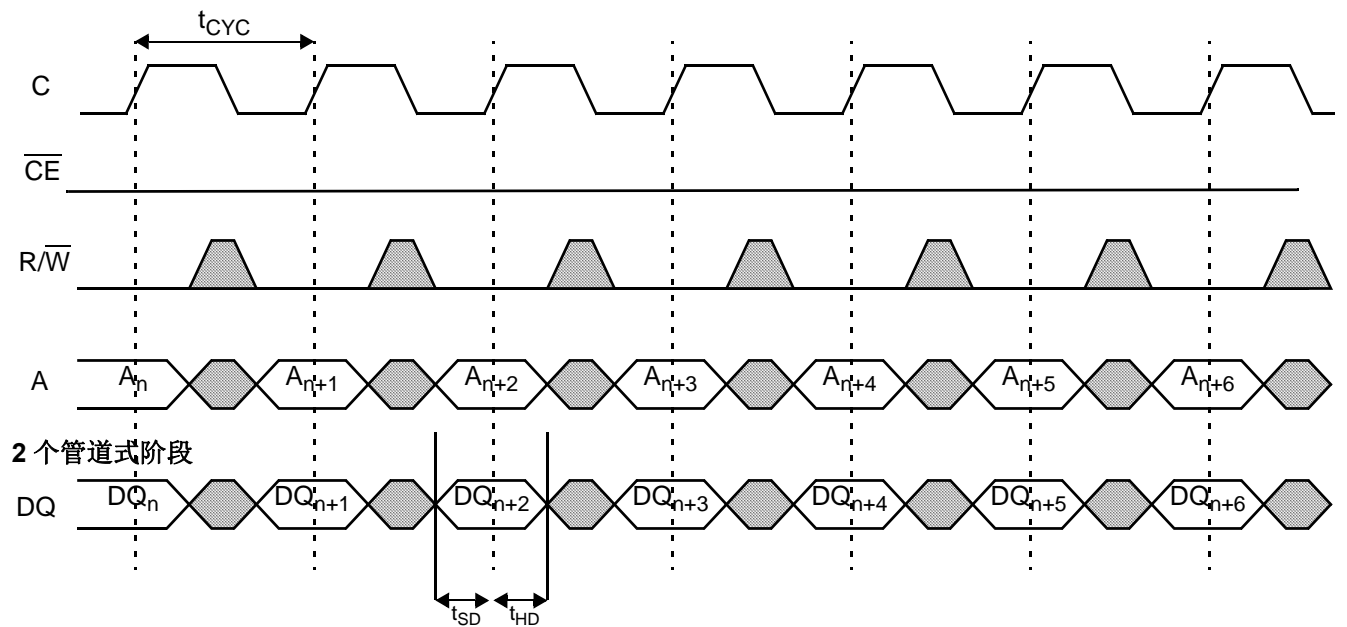 tCYC
C
CE
R/W
A
An An+1 An+2 An+3 An+4 An+5 An+6
2 个管道式阶段
DQ
DQn DQn+1 DQn+2 DQn+3 DQn+4 DQn+5 DQn+6
tSD tHD